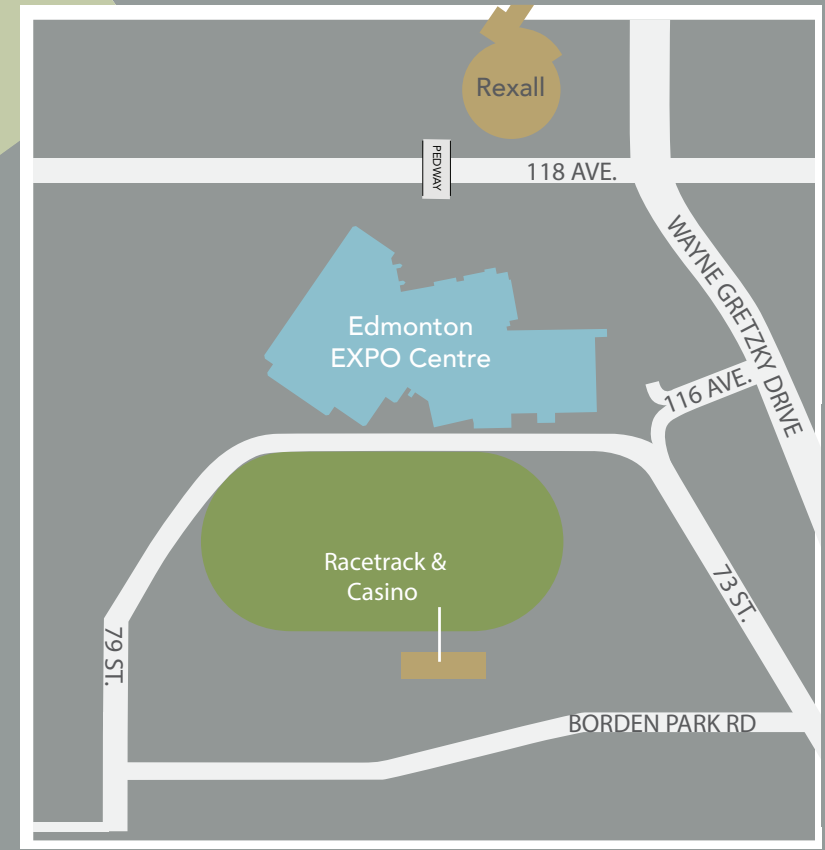 Rexall
PEDWAY
118 AVE.
WAYNE GRETZKY DRIVE
Edmonton
EXPO Centre
116 AVE.
Racetrack &
Casino
73 ST.
79 ST.
BORDEN PARK RD